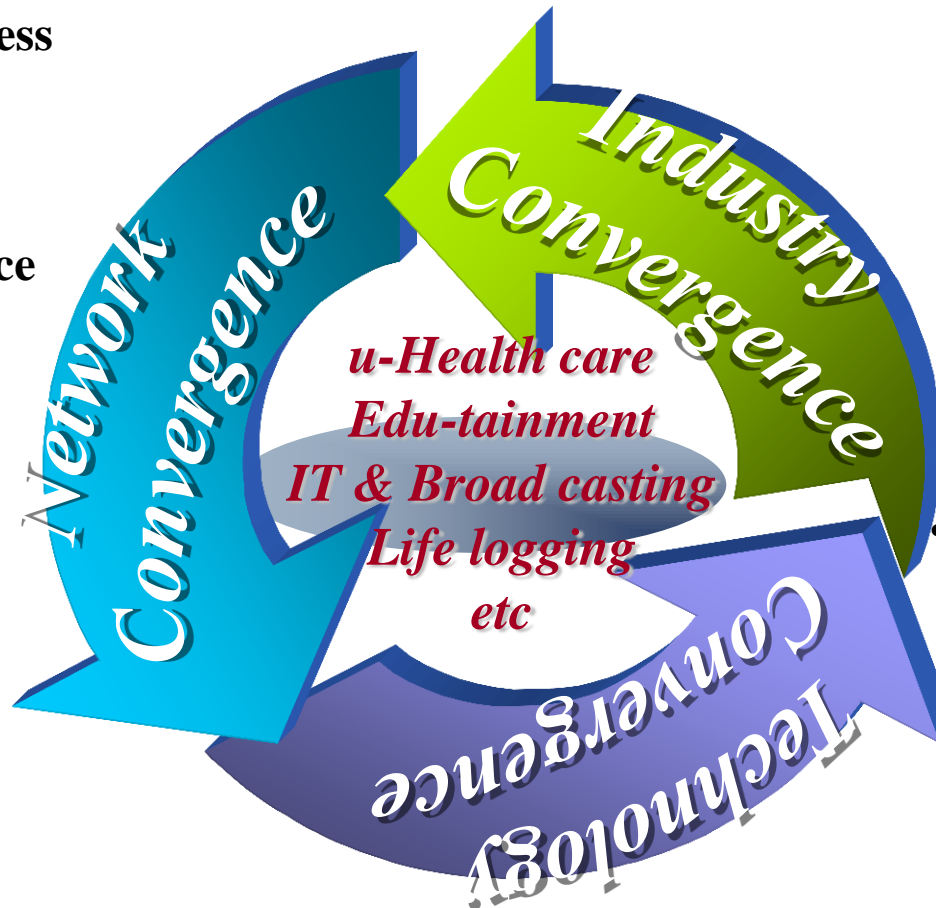 ess
ce
Industry
Convergence
Network
Convergence
u-Health care
Edu-tainment
IT & Broad casting
Life logging
etc
Technology
Convergence